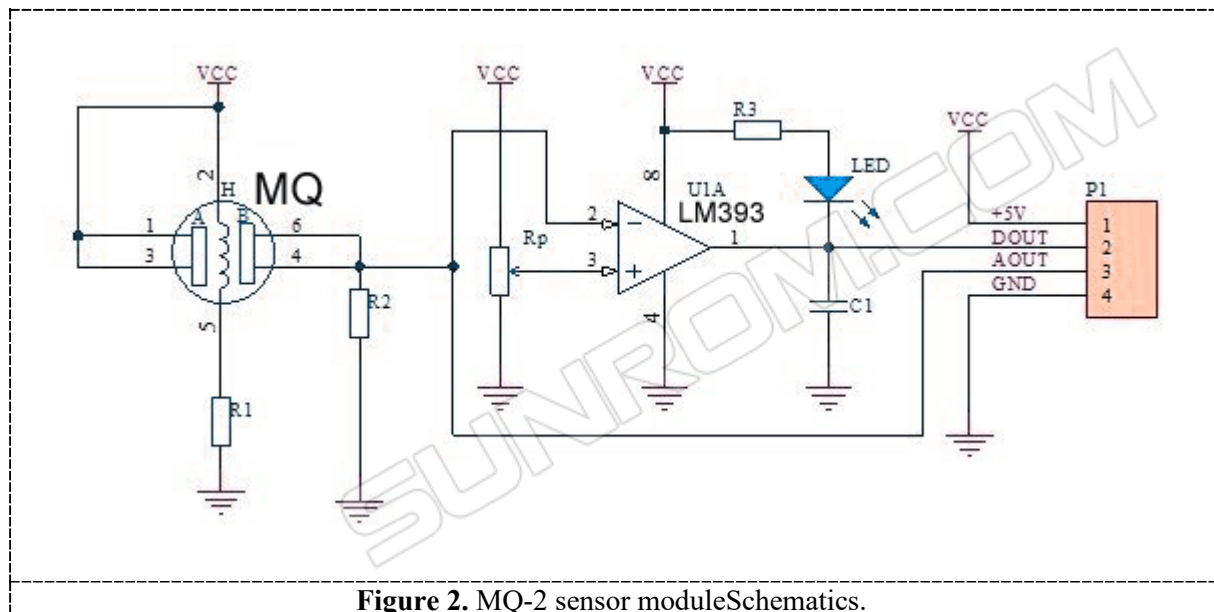 VCC
VCC
VCC
R3
VCC
LED
P1
2
H
MQ
8
U1A
LM393
1
A
B
6
2
+5V
1
3
4
Rp
3
1
DOUT
2
AOUT
3
GND
4
5
R2
4
C1
R1
SUNROM.COM
Figure 2. MQ-2 sensor moduleSchematics.